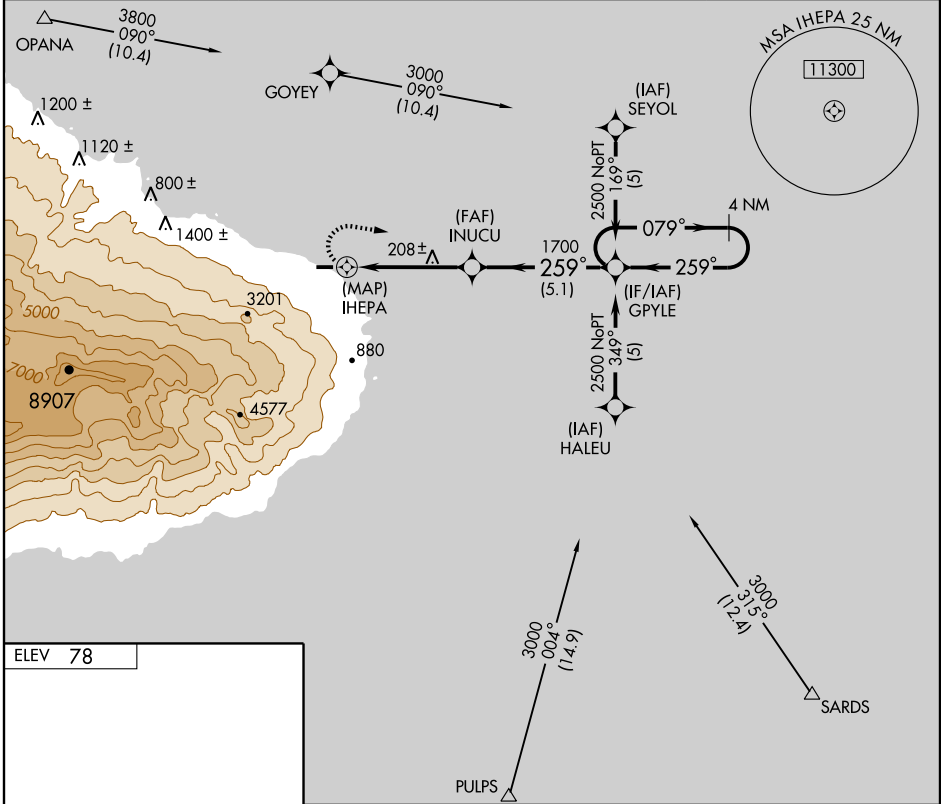 3800
090°
(10.4)
OPANA
3000
090°
(10.4)
GOYEY
MSA IHEPA 25 NM
11300
(IAF)
SEYOL
2500 NoPT
169°
(5)
1200 ±
1120 ±
800 ±
1400 ±
4 NM
079°
(FAF)
INUCU
208 ±
1700
259°
(5.1)
259°
(MAP)
IHEPA
(IF/IAF)
GPYLE
3201
5000
880
2500 NoPT
349°
(5)
7000
8907
4577
(IAF)
HALEU
3000
315°
(12.4)
3000
004°
(14.9)
ELEV 78
SARDS
PULPS